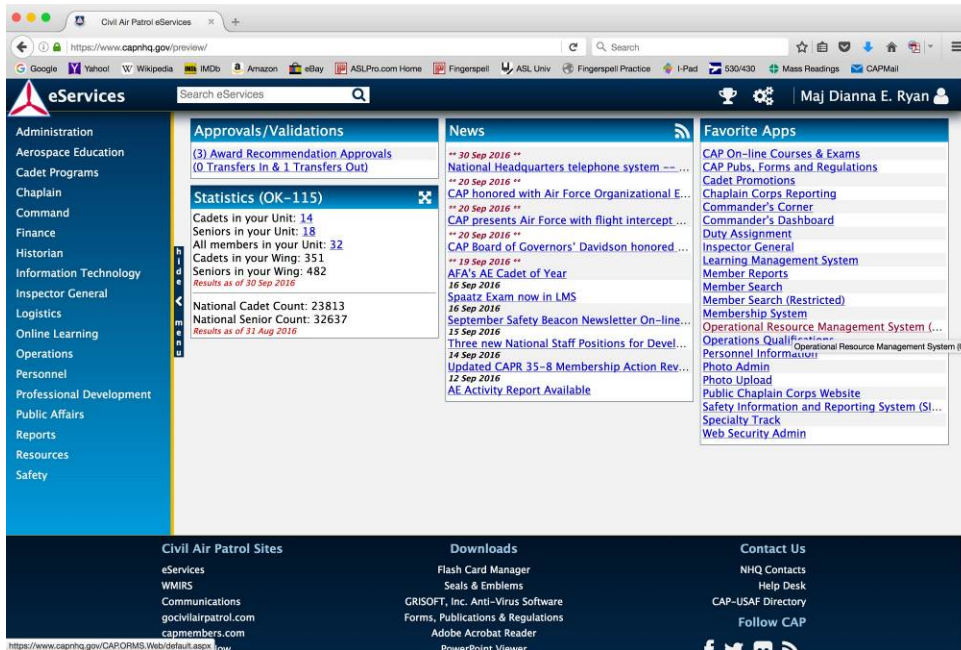 Civil Air Patrol eServices
https://www.capnhq.gov/preview/
Search
Google Yahoo! Wikipedia IMDb Amazon eBay ASLPro.com Home Fingerspell ASL Univ Fingerspell Practice I-Pad 530/430 Mass Readings CAPMail
eServices
Search eServices
Maj Dianna E. Ryan
Administration
Aerospace Education
Cadet Programs
Chaplain
Command
Finance
Historian
Information Technology
Inspector General
Logistics
Online Learning
Operations
Personnel
Professional Development
Public Affairs
Reports
Resources
Safety
hide menu
Approvals/Validations
(3) Award Recommendation Approvals
(0 Transfers In & 1 Transfers Out)
Statistics (OK-115)
Cadets in your Unit: 14
Seniors in your Unit: 18
All members in your Unit: 32
Cadets in your Wing: 351
Seniors in your Wing: 482
Results as of 30 Sep 2016
National Cadet Count: 23813
National Senior Count: 32637
Results as of 31 Aug 2016
News
** 30 Sep 2016 **
National Headquarters telephone system -- ...
** 20 Sep 2016 **
CAP honored with Air Force Organizational E...
** 20 Sep 2016 **
CAP presents Air Force with flight intercept ...
** 20 Sep 2016 **
CAP Board of Governors' Davidson honored ...
** 19 Sep 2016 **
AFA's AE Cadet of Year
16 Sep 2016
Spaatz Exam now in LMS
16 Sep 2016
September Safety Beacon Newsletter On-line...
15 Sep 2016
Three new National Staff Positions for Devel...
14 Sep 2016
Updated CAPR 35-8 Membership Action Rev...
12 Sep 2016
AE Activity Report Available
Favorite Apps
CAP On-line Courses & Exams
CAP Pubs, Forms and Regulations
Cadet Promotions
Chaplain Corps Reporting
Commander's Corner
Commander's Dashboard
Duty Assignment
Inspector General
Learning Management System
Member Reports
Member Search
Member Search (Restricted)
Membership System
Operational Resource Management System (...
Operations Qualifications
Operational Resource Management System (
Personnel Information
Photo Admin
Photo Upload
Public Chaplain Corps Website
Safety Information and Reporting System (SI...
Specialty Track
Web Security Admin
Civil Air Patrol Sites
eServices
WMIRS
Communications
gocivilairpatrol.com
capmembers.com
https://www.capnhq.gov/CAP.ORMS.Web/default.aspx
Downloads
Flash Card Manager
Seals & Emblems
GRISOFT, Inc. Anti-Virus Software
Forms, Publications & Regulations
Adobe Acrobat Reader
PowerPoint Viewer
Contact Us
NHQ Contacts
Help Desk
CAP-USAF Directory
Follow CAP